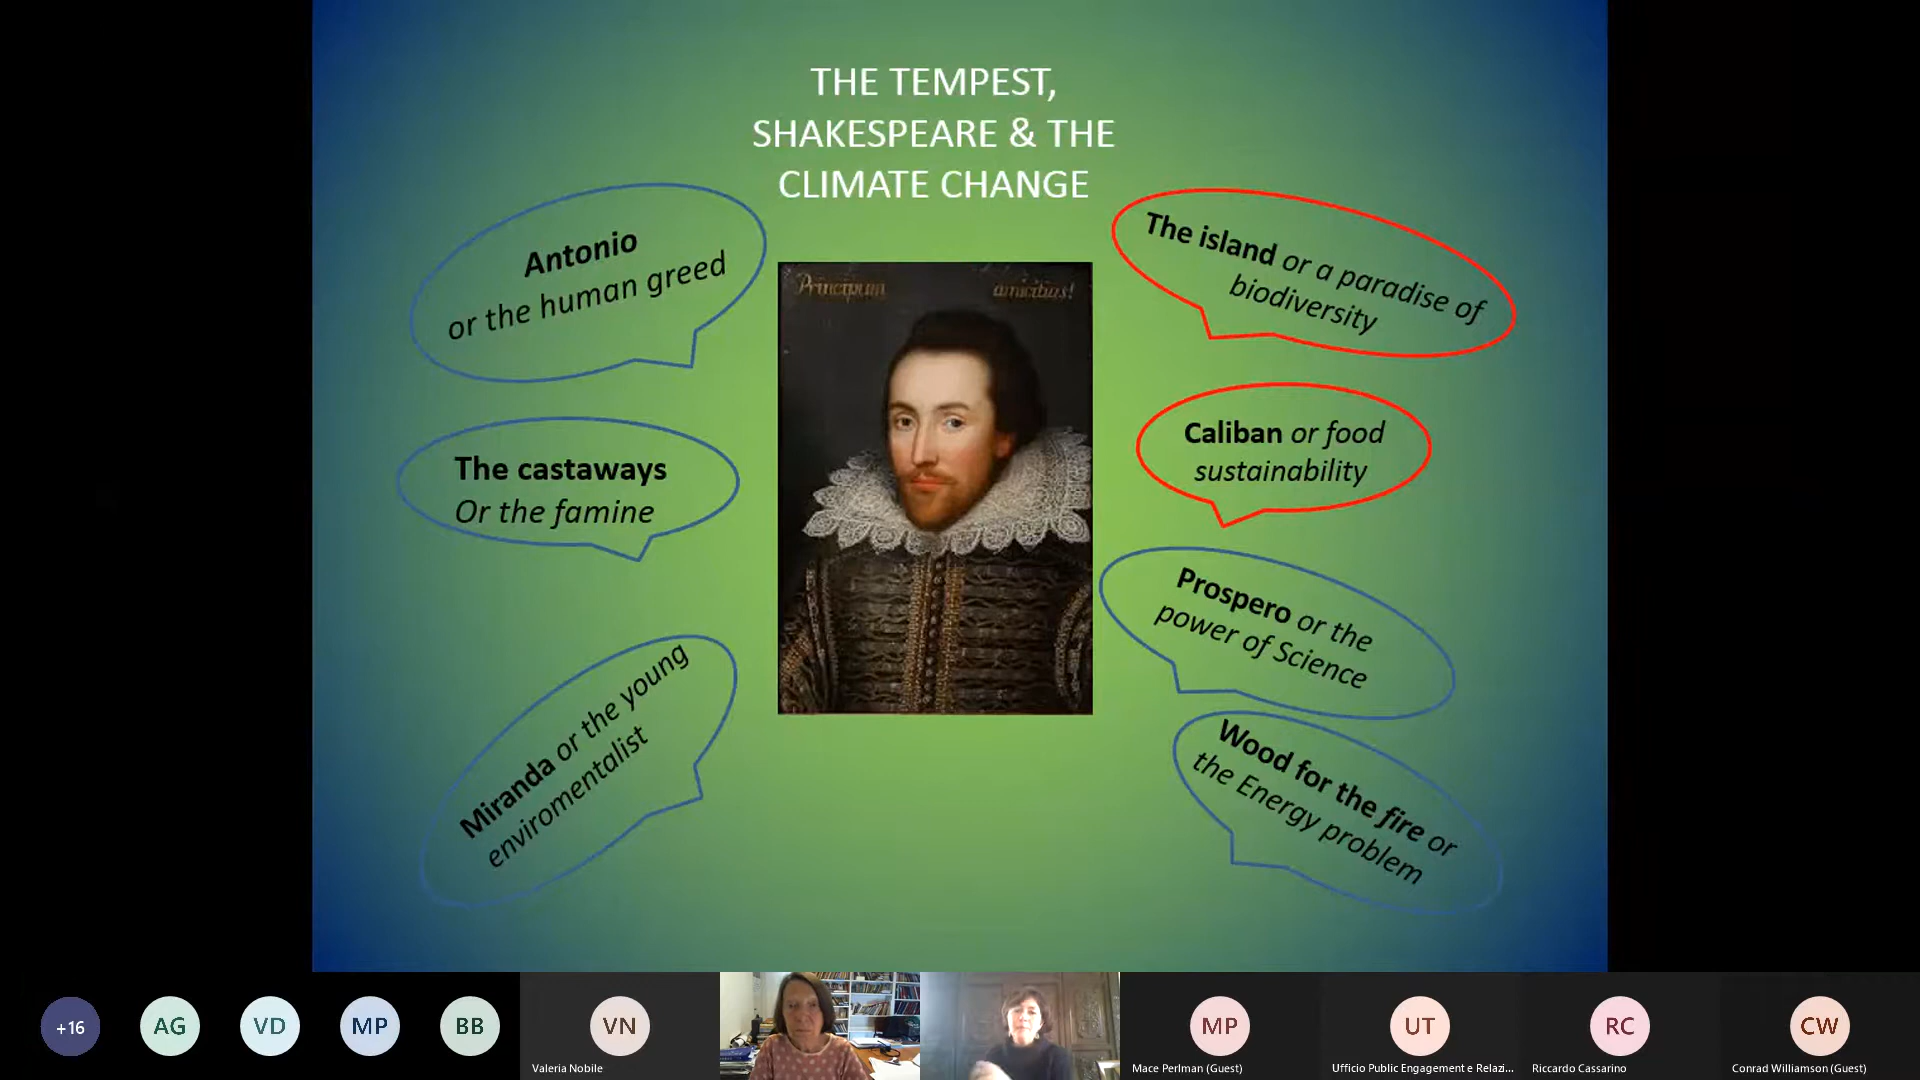 THE TEMPEST,
SHAKESPEARE & THE
CLIMATE CHANGE
Antonio
or the human greed
The castaways
Or the famine
Miranda or the young
enviromentalist
Principum amicitias!
The island or a paradise of
biodiversity
Caliban or food
sustainability
Prospero or the
power of Science
Wood for the fire or
the Energy problem
+16
AG
VD
MP
BB
VN
Valeria Nobile
MP
Mace Perlman (Guest)
UT
Ufficio Public Engagement e Relazi...
RC
Riccardo Cassarino
CW
Conrad Williamson (Guest)